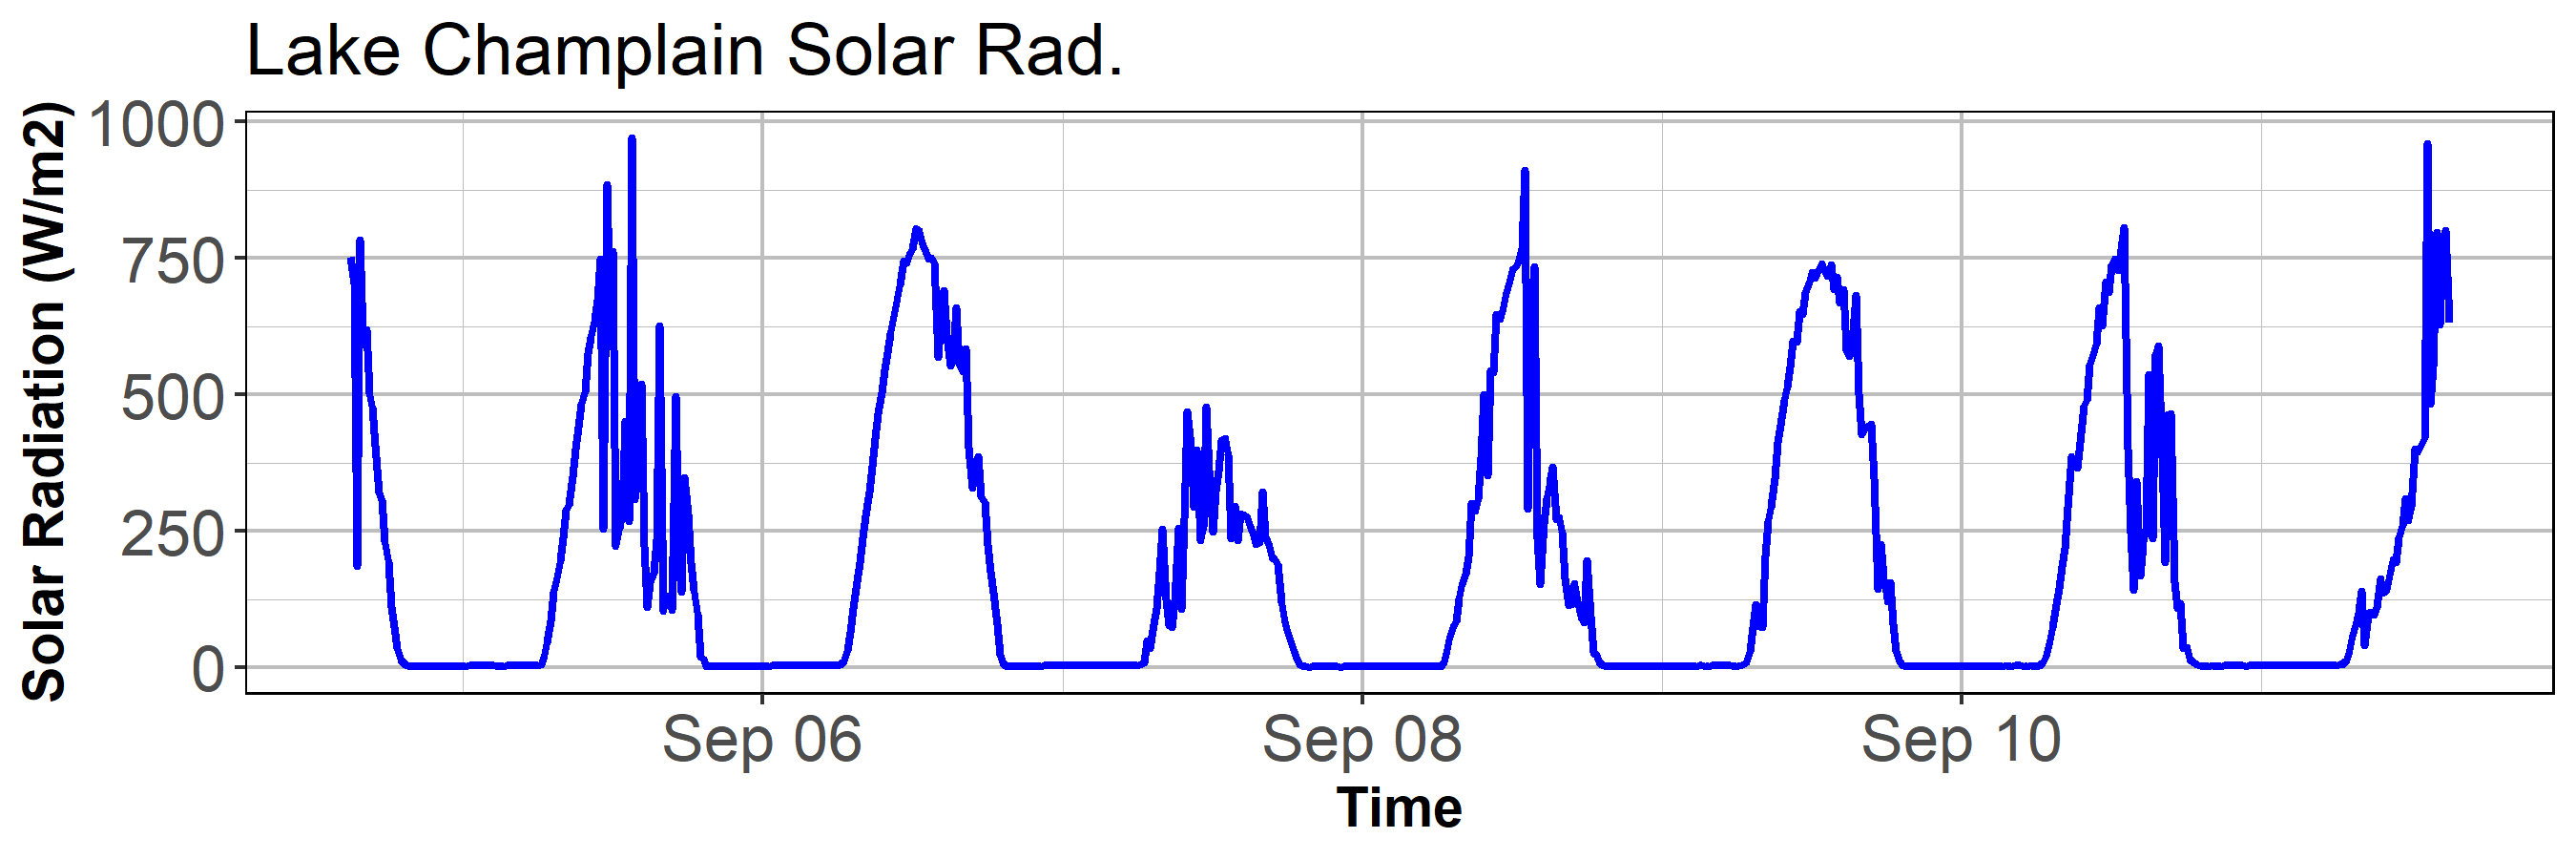 Lake Champlain Solar Rad.
Solar Radiation (W/m2)
1000
750
500
250
0
Sep 06
Sep 08
Sep 10
Time